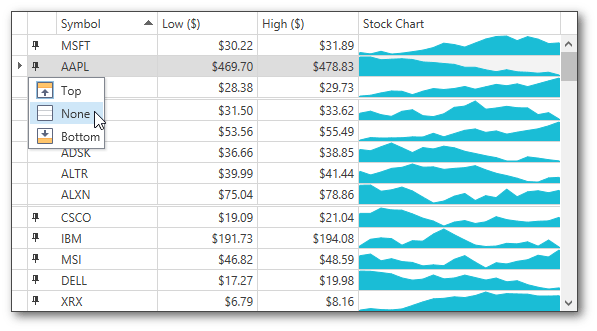 Symbol Low ($) High ($) Stock Chart
MSFT $30.22 $31.89
AAPL $469.70 $478.83
Top $28.38 $29.73
None $31.50 $33.62
Bottom $53.56 $55.49
ADSK $36.66 $38.85
ALTR $39.99 $41.44
ALXN $75.04 $78.86
CSCO $19.09 $21.04
IBM $191.73 $194.08
MSI $46.82 $48.59
DELL $17.27 $19.98
XRX $6.79 $8.16